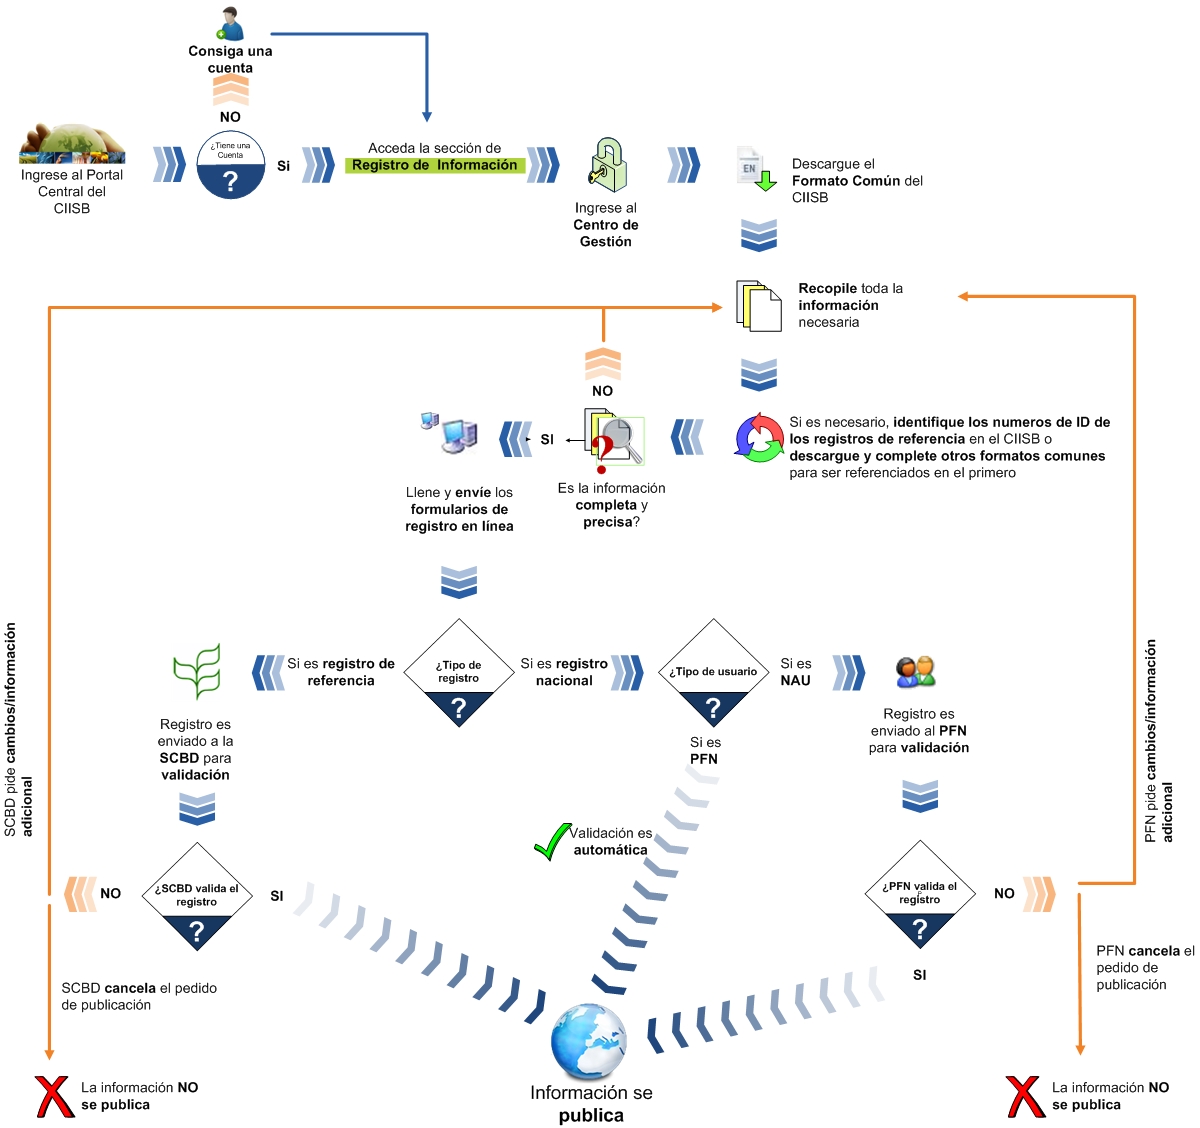 Consiga una
cuenta
NO
¿Tiene una
Cuenta
?
Si
Ingrese al Portal
Central del
CIISB
Acceda la sección de
Registro de Información
Ingrese al
Centro de
Gestión
EN
Descargue el
Formato Común del
CIISB
Recopile toda la
información
necesaria
NO
SI
?
Es la información
completa y
precisa?
Si es necesario, identifique los numeros de ID de
los registros de referencia en el CIISB o
descargue y complete otros formatos comunes
para ser referenciados en el primero
Llene y envíe los
formularios de
registro en línea
¿Tipo de
registro
?
Si es registro de
referencia
Si es registro
nacional
¿Tipo de usuario
?
Si es
NAU
Si es
PFN
Registro es
enviado a la
SCBD para
validación
Registro es
enviado al PFN
para validación
Validación es
automática
SCBD pide cambios/información
adicional
PFN pide cambios/información
adicional
NO
¿SCBD valida el
registro
?
SI
¿PFN valida el
registro
?
NO
SI
SCBD cancela el pedido
de publicación
PFN cancela el
pedido de
publicación
X
La información NO
se publica
Información se
publica
X
La información NO
se publica